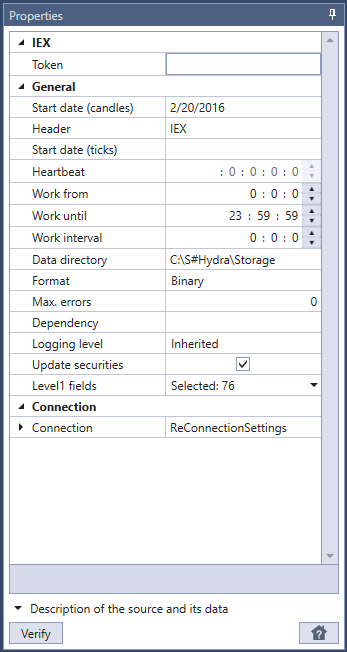 Properties
IEX
Token
General
Start date (candles) 2/20/2016
Header IEX
Start date (ticks)
Heartbeat : 0 : 0 : 0 : 0
Work from 0 : 0 : 0
Work until 23 : 59 : 59
Work interval 0 : 0 : 0
Data directory C:\S#Hydra\Storage
Format Binary
Max. errors 0
Dependency
Logging level Inherited
Update securities
Level1 fields Selected: 76
Connection
Connection ReConnectionSettings
Description of the source and its data
Verify